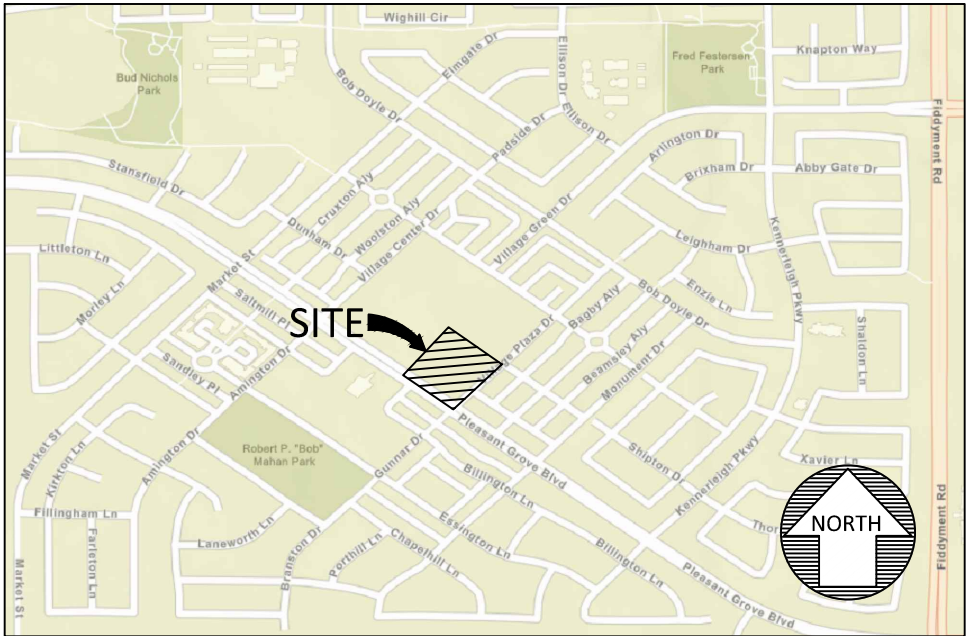 Wighill Cir
Elmgate Dr
Ellison Dr
Bud Nichols
Park
Bob Doyle Dr
Fred Festersen
Park
Knapton Way
Fiddyment Rd
Padside Dr
Ellison Dr
Arlington Dr
Brixham Dr
Abby Gate Dr
Stansfield Dr
Cruxton Aly
Dunham Dr
Woolston Aly
Village Center Dr
Village Green Dr
Leighham Dr
Kennerleigh Pkwy
Littleton Ln
Market St
Morley Ln
Saltmill Pl
Enzie Ln
Bob Doyle Dr
Bagby Aly
SITE
Plaza Dr
Beamsley Aly
Monument Dr
Shaldon Ln
Sandley Pl
Amington Dr
Market St
Kirkton Ln
Amington Dr
Robert P. "Bob"
Mahan Park
Gunnar Dr
Pleasant Grove Blvd
Shipton Dr
Kennerleigh Pkwy
Xavier Ln
Billington Ln
Fillingham Ln
Farleton Ln
Laneworth Ln
Branston Dr
Porthill Ln
Chapelhill Ln
Essington Ln
Billington Ln
Pleasant Grove Blvd
Thor
NORTH
Fiddyment Rd
Market St